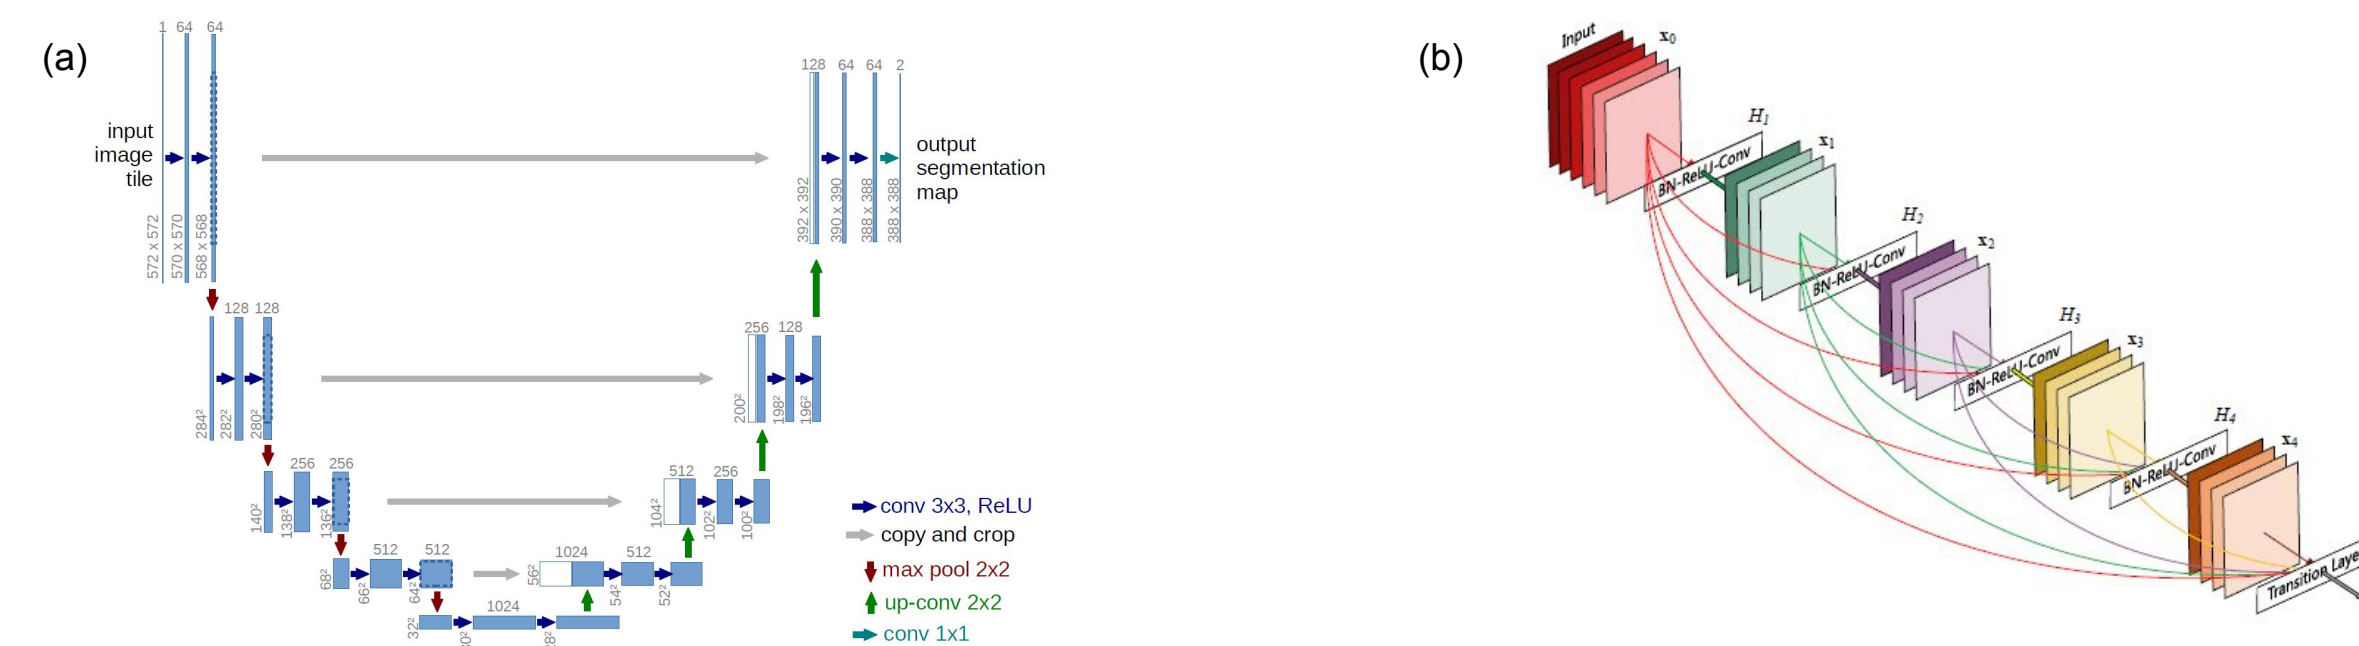 (a)
1 64 64
input
image
tile
572 x 572
570 x 570
568 x 568
128 64 64 2
392 x 392
390 x 390
388 x 388
388 x 388
output
segmentation
map
128 128
284²
282²
280²
256 128
200²
198²
196²
256 256
140²
138²
136²
512 256
104²
102²
100²
512 512
68²
66²
64²
1024 512
56²
54²
52²
1024
32²
conv 3x3, ReLU
copy and crop
max pool 2x2
up-conv 2x2
conv 1x1
(b)
Input
x0
H1
BN-ReLU-Conv
x1
H2
BN-ReLU-Conv
x2
H3
BN-ReLU-Conv
x3
H4
BN-ReLU-Conv
x4
Transition Laye